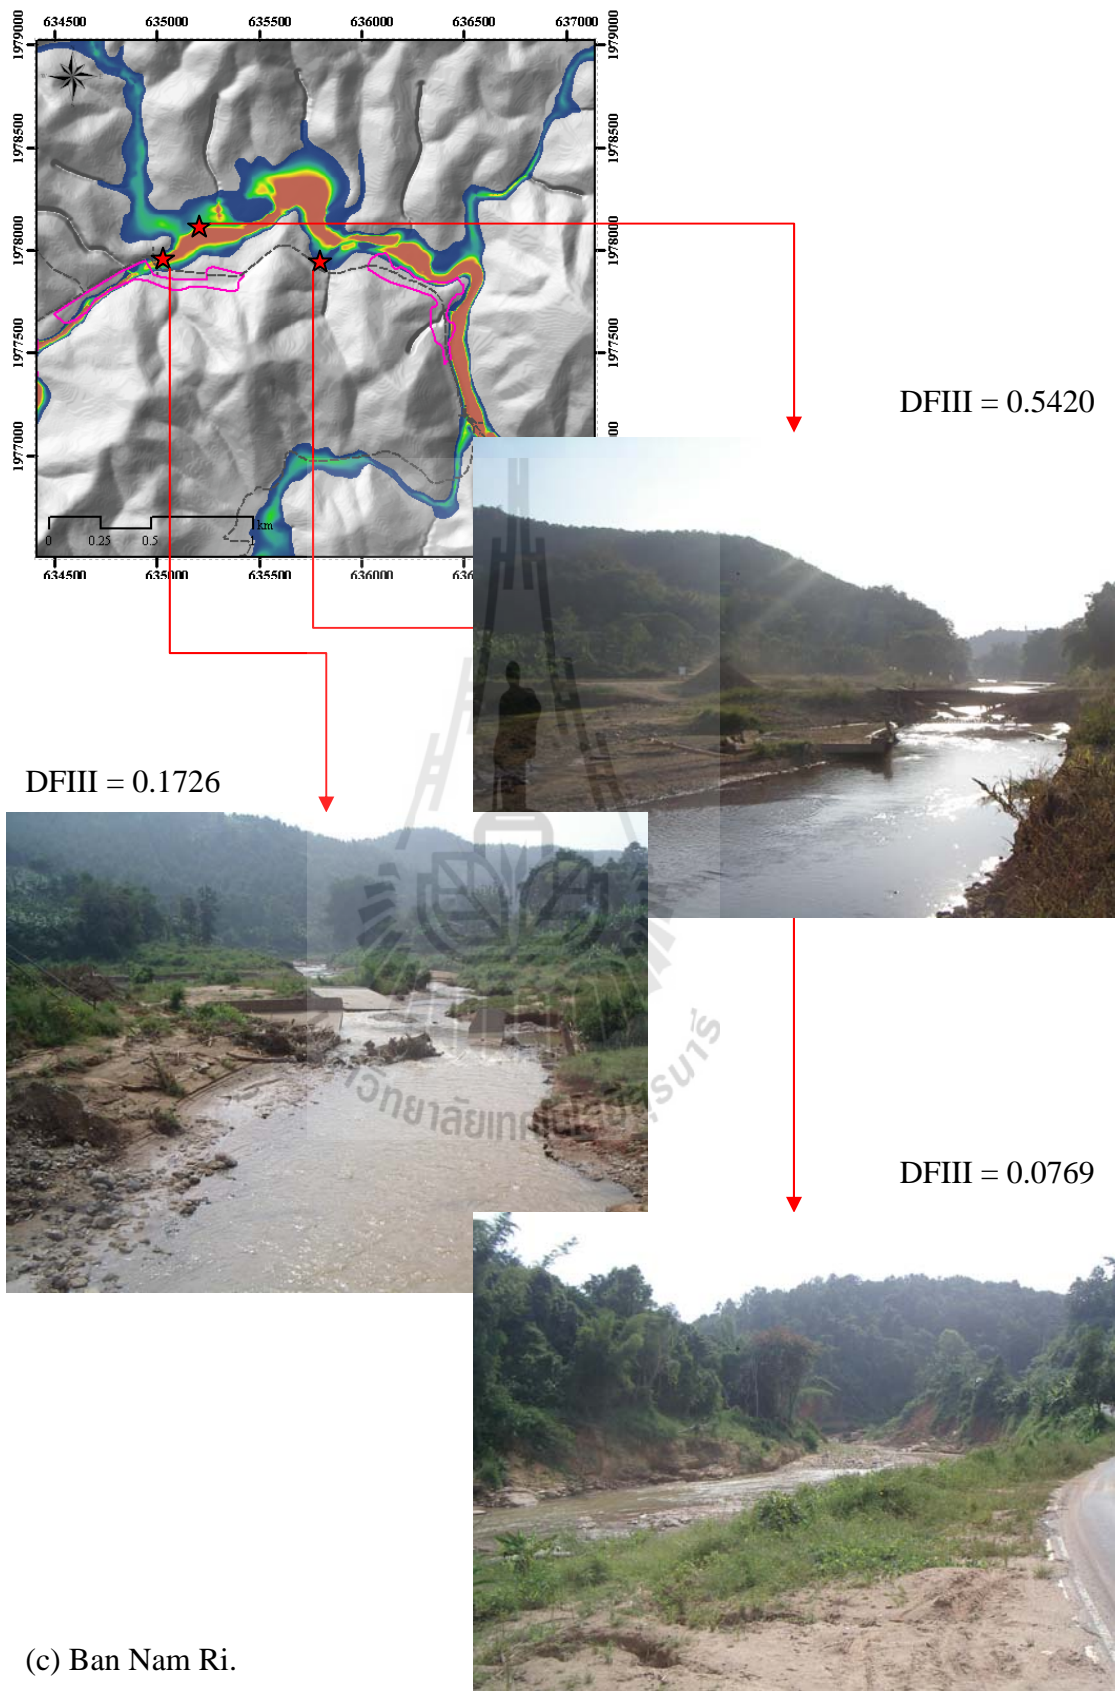 634500 635000 635500 636000 636500 637000
1979000 1979000
1978500 1978500
1978000 1978000
1977500 1977500
1977000
km
0 0.25 0.5 1
634500 635000 635500 636000
DFIII = 0.5420
DFIII = 0.1726
DFIII = 0.0769
(c) Ban Nam Ri.